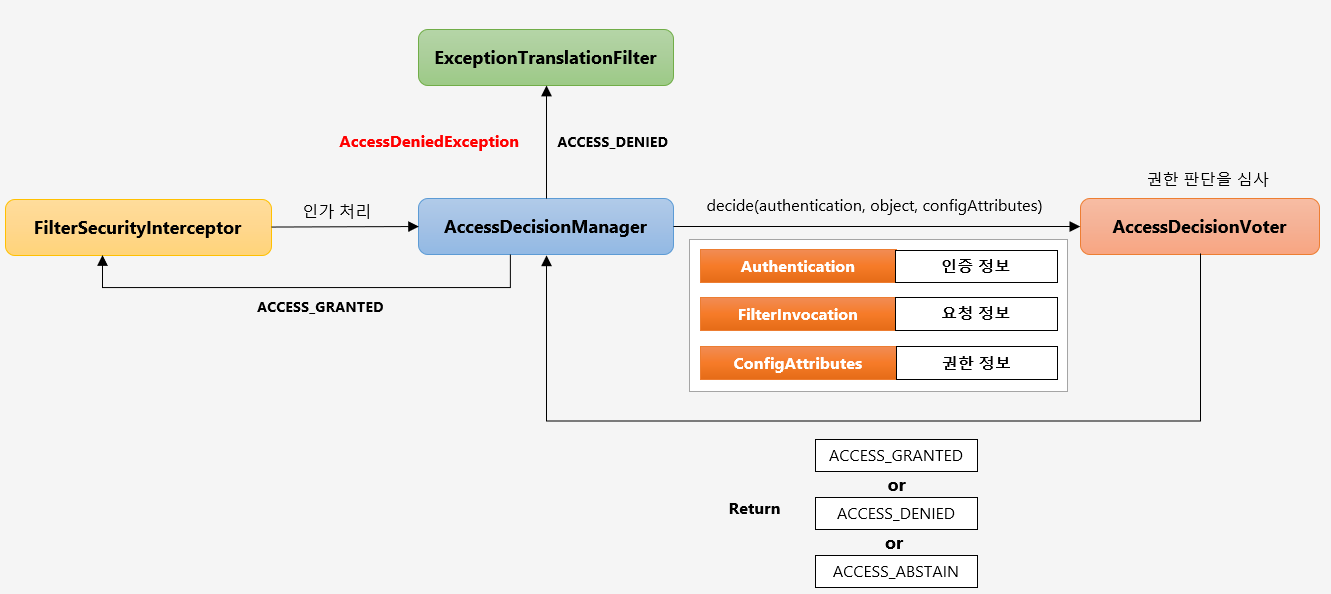 ExceptionTranslationFilter
AccessDeniedException
ACCESS_DENIED
권한 판단을 심사
FilterSecurityInterceptor
인가 처리
AccessDecisionManager
decide(authentication, object, configAttributes)
AccessDecisionVoter
ACCESS_GRANTED
Authentication 인증 정보
FilterInvocation 요청 정보
ConfigAttributes 권한 정보
Return
ACCESS_GRANTED
or
ACCESS_DENIED
or
ACCESS_ABSTAIN